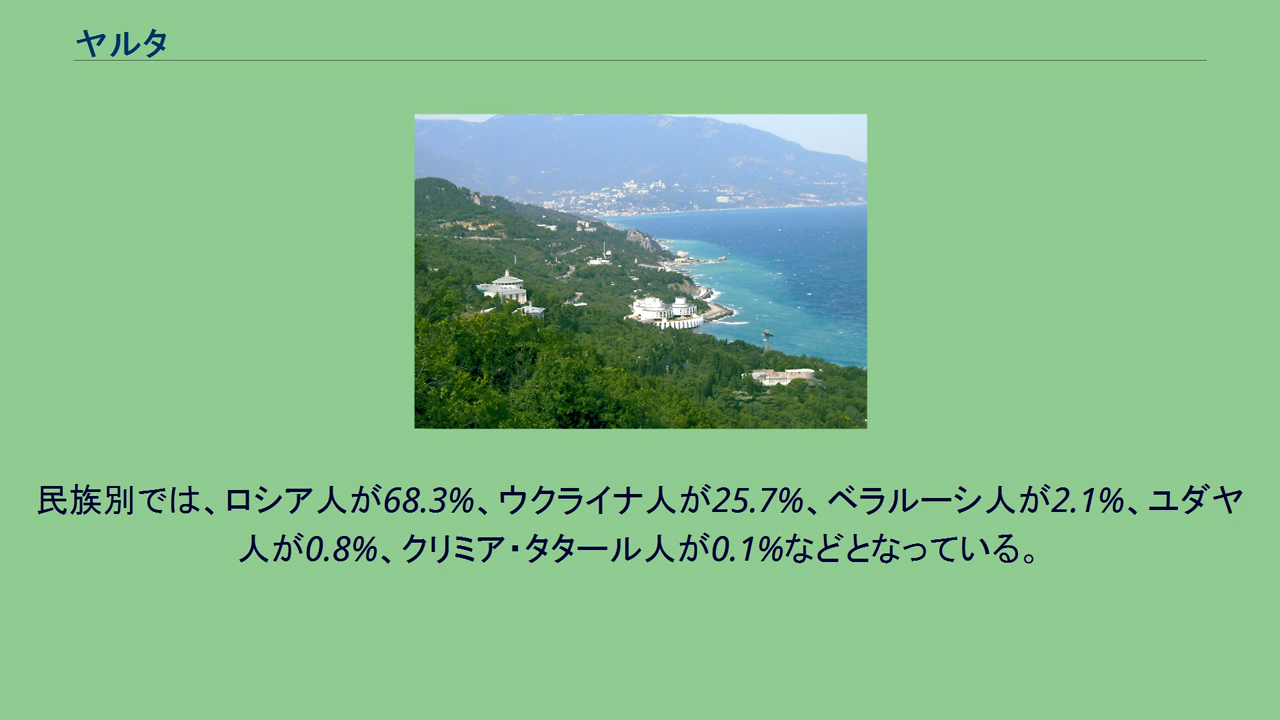 ヤルタ
民族別では、ロシア人が68.3%、ウクライナ人が25.7%、ベラルーシ人が2.1%、ユダヤ
人が0.8%、クリミア・タタール人が0.1%などとなっている。